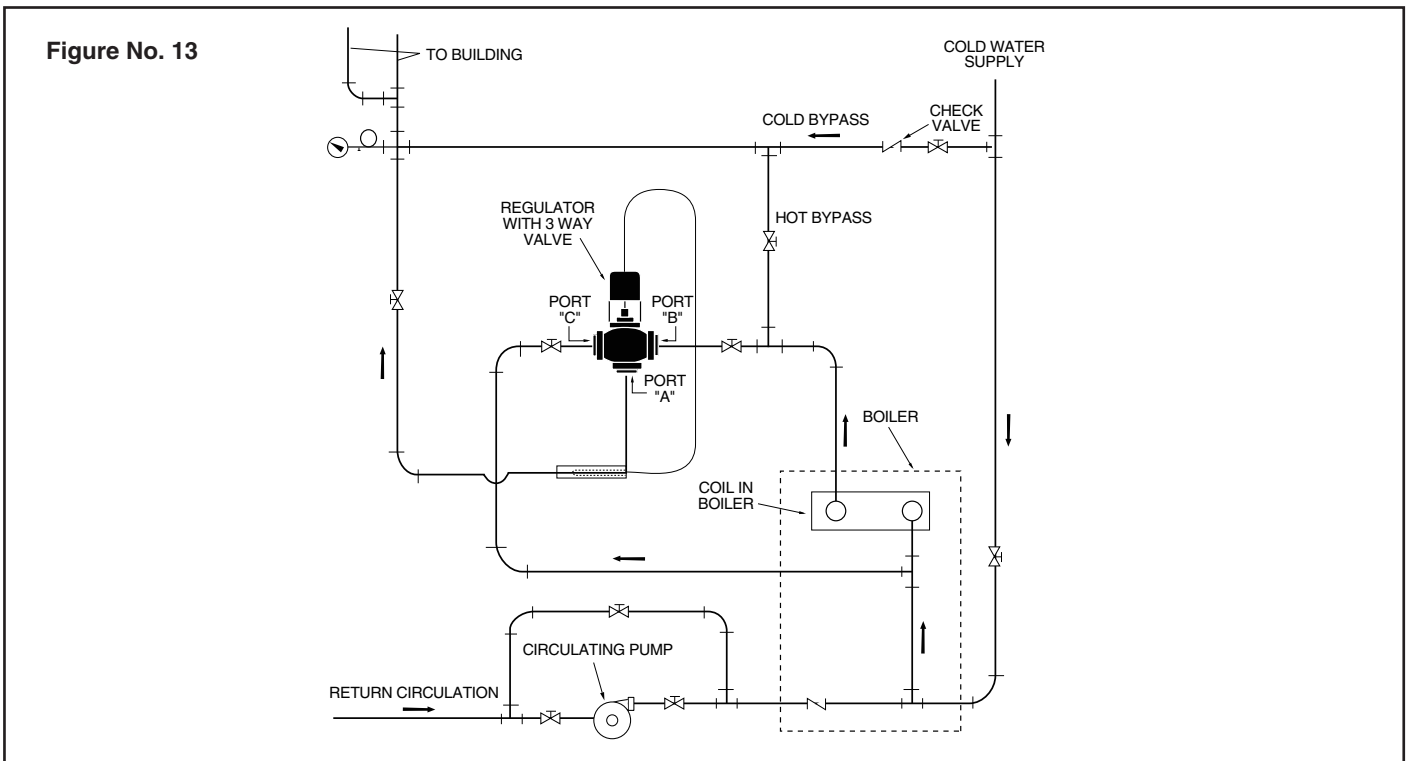 Figure No. 13
TO BUILDING
COLD WATER
SUPPLY
COLD BYPASS
CHECK
VALVE
REGULATOR
WITH 3 WAY
VALVE
HOT BYPASS
PORT
"C"
PORT
"B"
PORT
"A"
BOILER
COIL IN
BOILER
CIRCULATING PUMP
RETURN CIRCULATION